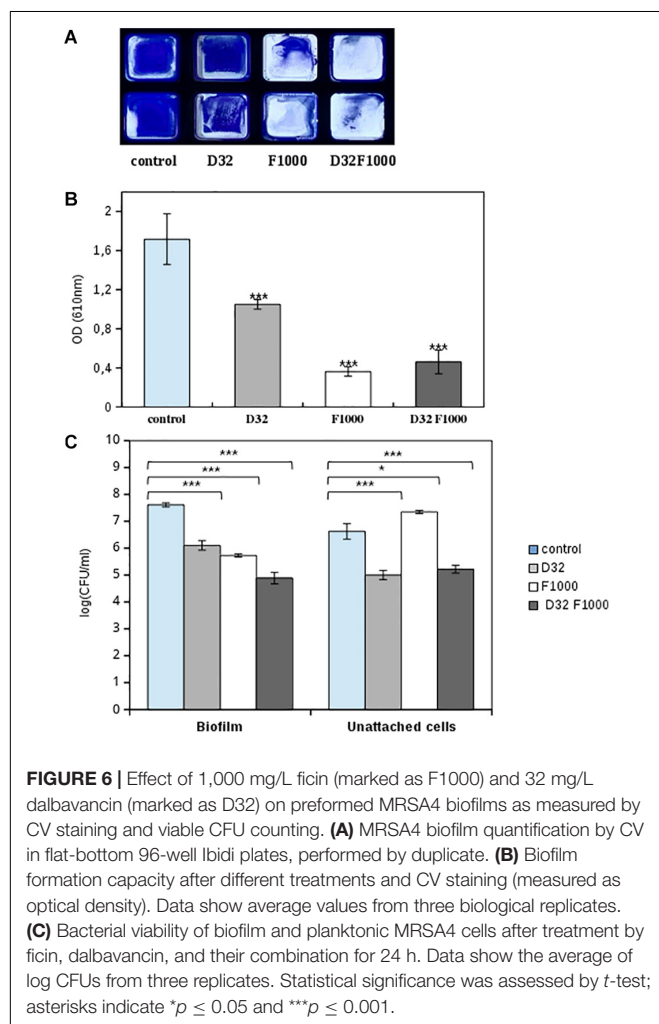 A
control D32 F1000 D32F1000
B
OD (610nm)
2
1,6
1,2
0,8
0,4
0
***
***
***
control D32 F1000 D32 F1000
C
log(CFU/ml)
10
9
8
7
6
5
4
3
2
1
0
***
***
***
***
*
***
Biofilm Unattached cells
control
D32
F1000
D32 F1000
FIGURE 6 | Effect of 1,000 mg/L ficin (marked as F1000) and 32 mg/L
dalbavancin (marked as D32) on preformed MRSA4 biofilms as measured by
CV staining and viable CFU counting. (A) MRSA4 biofilm quantification by CV
in flat-bottom 96-well Ibidi plates, performed by duplicate. (B) Biofilm
formation capacity after different treatments and CV staining (measured as
optical density). Data show average values from three biological replicates.
(C) Bacterial viability of biofilm and planktonic MRSA4 cells after treatment by
ficin, dalbavancin, and their combination for 24 h. Data show the average of
log CFUs from three replicates. Statistical significance was assessed by t-test;
asterisks indicate *p ≤ 0.05 and ***p ≤ 0.001.